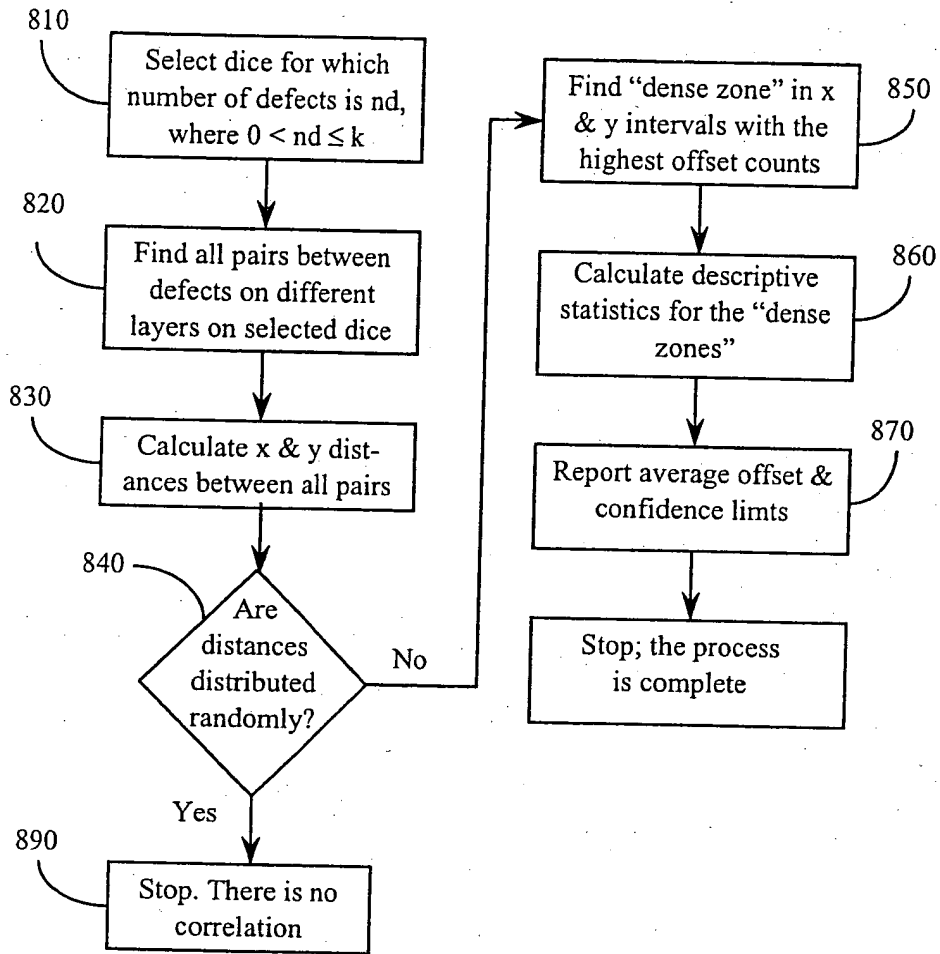 810
Select dice for which
number of defects is nd,
where 0 < nd ≤ k
820
Find all pairs between
defects on different
layers on selected dice
830
Calculate x & y dist-
ances between all pairs
840
Are
distances
distributed
randomly?
No
Yes
890
Stop. There is no
correlation
Find “dense zone” in x
& y intervals with the
highest offset counts
850
Calculate descriptive
statistics for the “dense
zones”
860
Report average offset &
confidence limts
870
Stop; the process
is complete